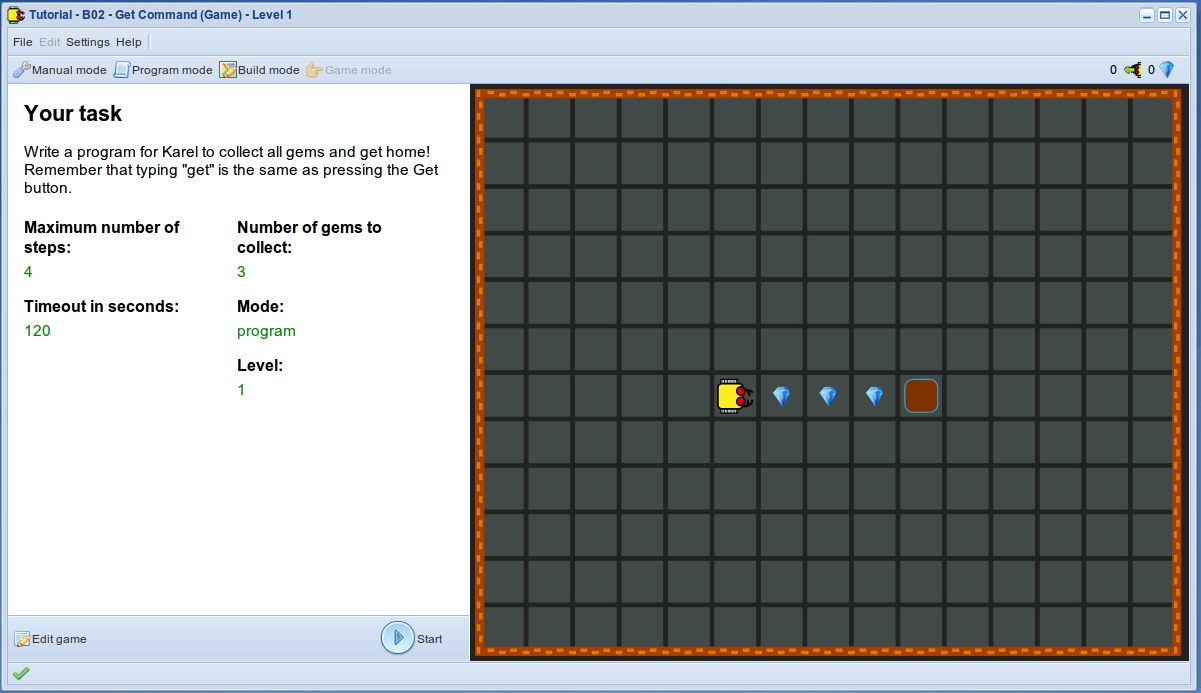 Tutorial - B02 - Get Command (Game) - Level 1
File Edit Settings Help
Manual mode Program mode Build mode Game mode 0 0
Your task
Write a program for Karel to collect all gems and get home!
Remember that typing "get" is the same as pressing the Get
button.
Maximum number of
steps:
4
Number of gems to
collect:
3
Timeout in seconds:
120
Mode:
program
Level:
1
Edit game
Start